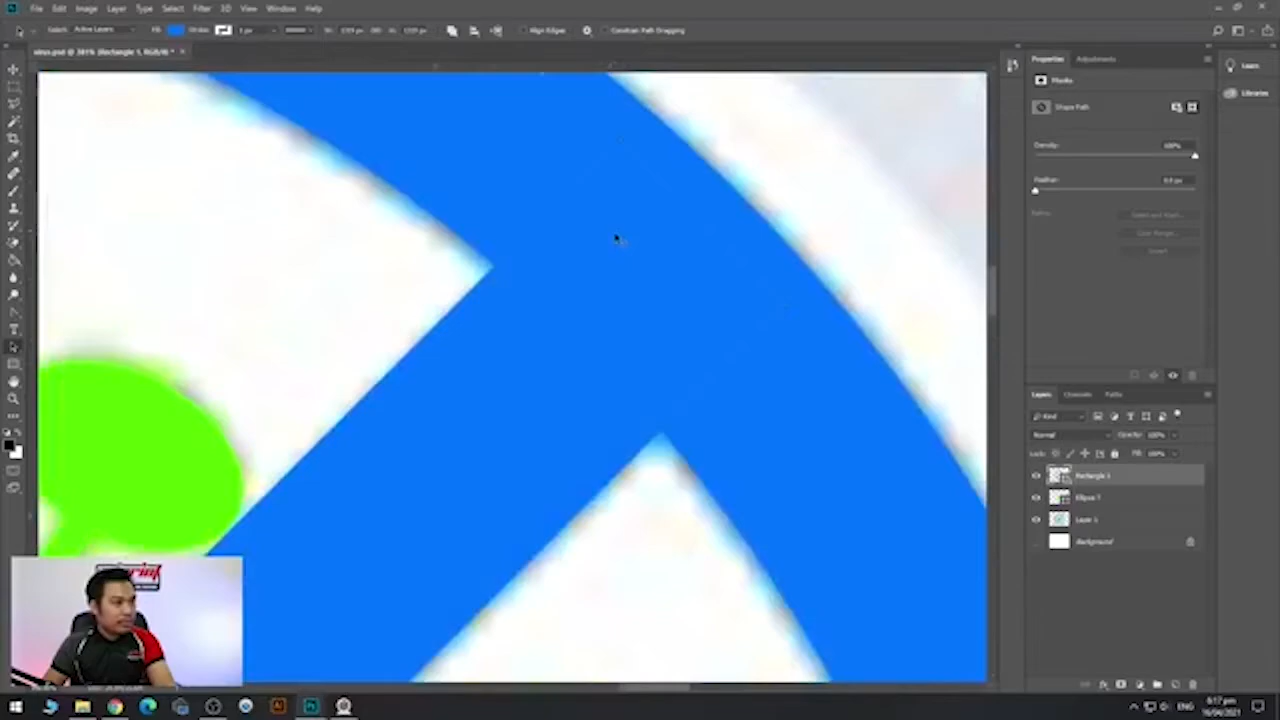 File Edit Image Layer Type Select Filter 3D View Window Help
Select: Active Layers Fill: Stroke: 1 px W: H: Align Edges Constrain Path Dragging
virus.psd @ 381% (Rectangle 1, RGB/8) *
Properties Adjustments
Learn
Masks
Libraries
Shape Path
Density: 100%
Feather: 0.0 px
Refine:
Select and Mask...
Color Range...
Invert
Layers Channels Paths
Kind
Normal Opacity: 100%
Lock: Fill: 100%
Rectangle 1
Ellipse 1
Layer 1
Background
ENG
6:17 pm
16/04/2021